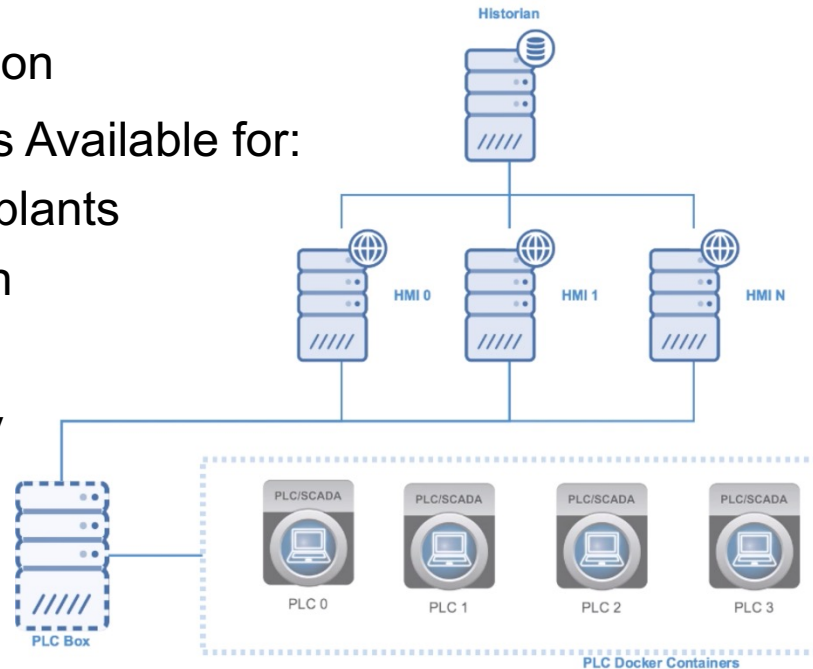 Historian
on
s Available for:
plants
n
HMI 0
HMI 1
HMI N
y
PLC/SCADA
PLC/SCADA
PLC/SCADA
PLC/SCADA
PLC 0
PLC 1
PLC 2
PLC 3
PLC Box
PLC Docker Containers